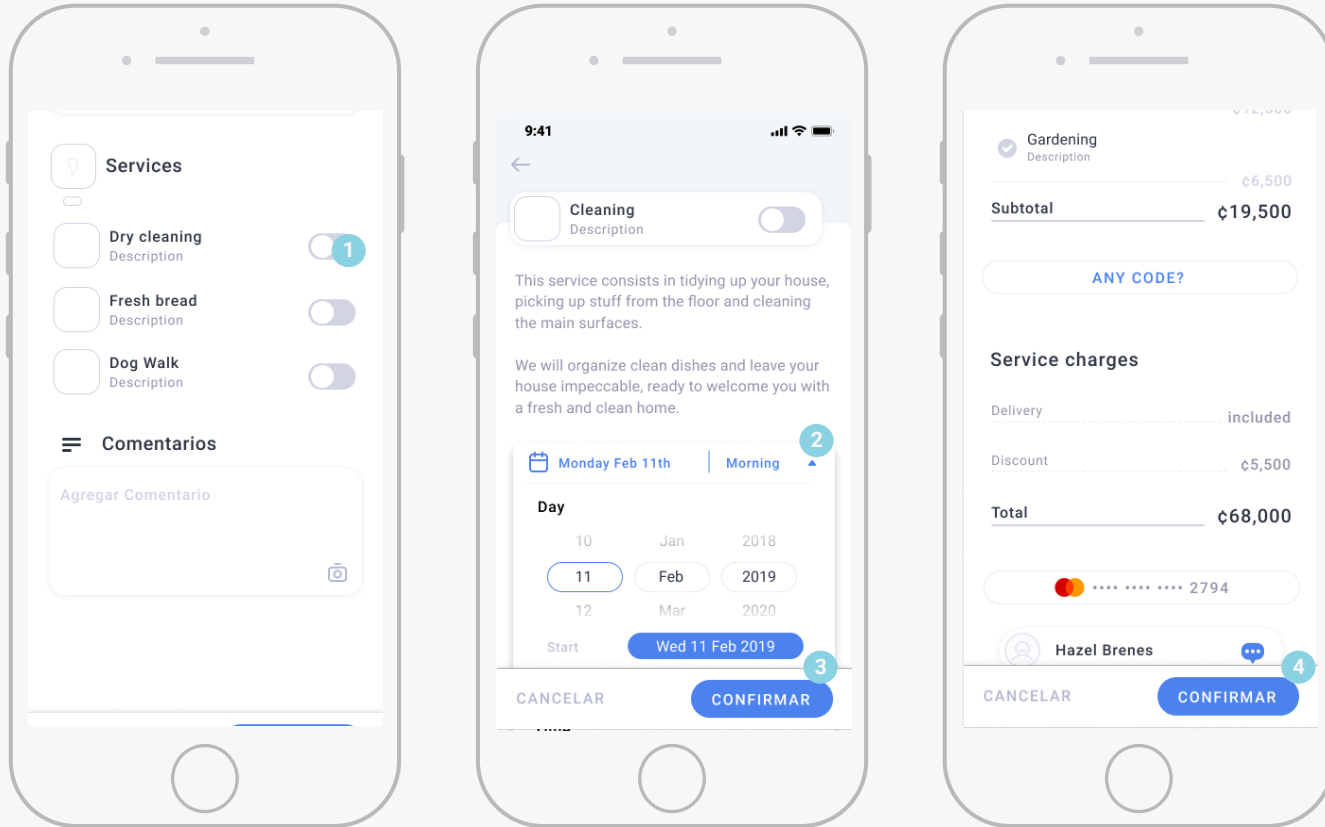 Services
Dry cleaning
Description
1
Fresh bread
Description
Dog Walk
Description
Comentarios
Agregar Comentario
9:41
Cleaning
Description
This service consists in tidying up your house,
picking up stuff from the floor and cleaning
the main surfaces.
We will organize clean dishes and leave your
house impeccable, ready to welcome you with
a fresh and clean home.
2
Monday Feb 11th Morning
Day
10 Jan 2018
11 Feb 2019
12 Mar 2020
Start Wed 11 Feb 2019
3
CANCELAR CONFIRMAR
Gardening
Description
¢6,500
Subtotal ¢19,500
ANY CODE?
Service charges
Delivery included
Discount ¢5,500
Total ¢68,000
•••• •••• •••• 2794
Hazel Brenes
4
CANCELAR CONFIRMAR